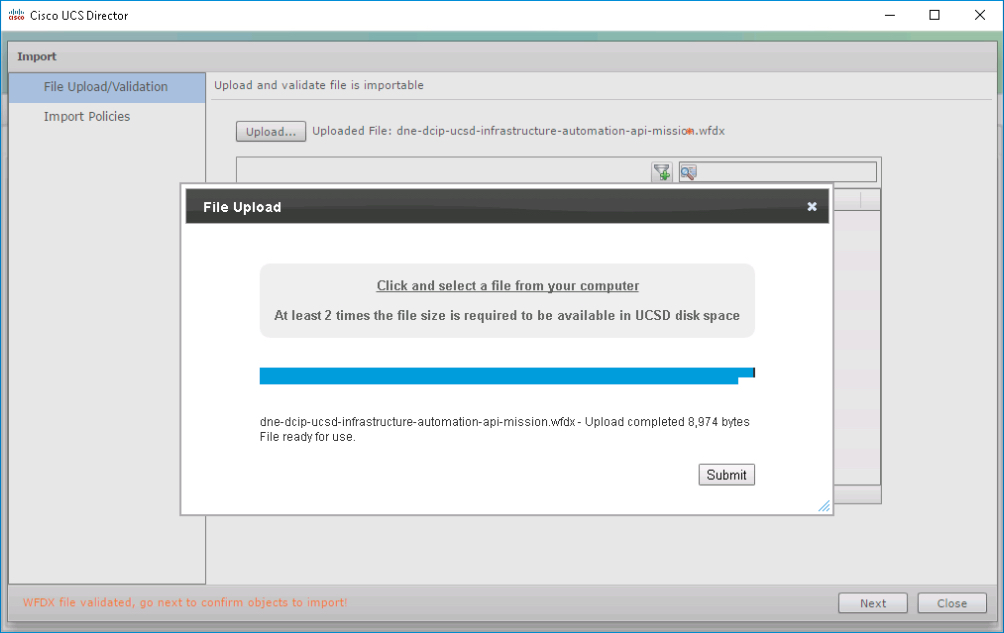 cisco Cisco UCS Director
Import
File Upload/Validation
Import Policies
Upload and validate file is importable
Upload... Uploaded File: dne-dcip-ucsd-infrastructure-automation-api-mission.wfdx
File Upload
Click and select a file from your computer
At least 2 times the file size is required to be available in UCSD disk space
dne-dcip-ucsd-infrastructure-automation-api-mission.wfdx - Upload completed 8,974 bytes
File ready for use.
Submit
WFDX file validated, go next to confirm objects to import!
Next Close